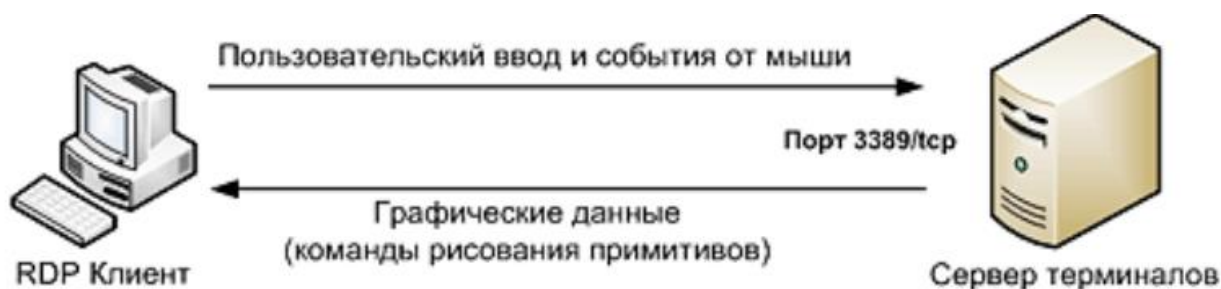 Пользовательский ввод и события от мыши
Порт 3389/tcp
Графические данные
(команды рисования примитивов)
RDP Клиент
Сервер терминалов